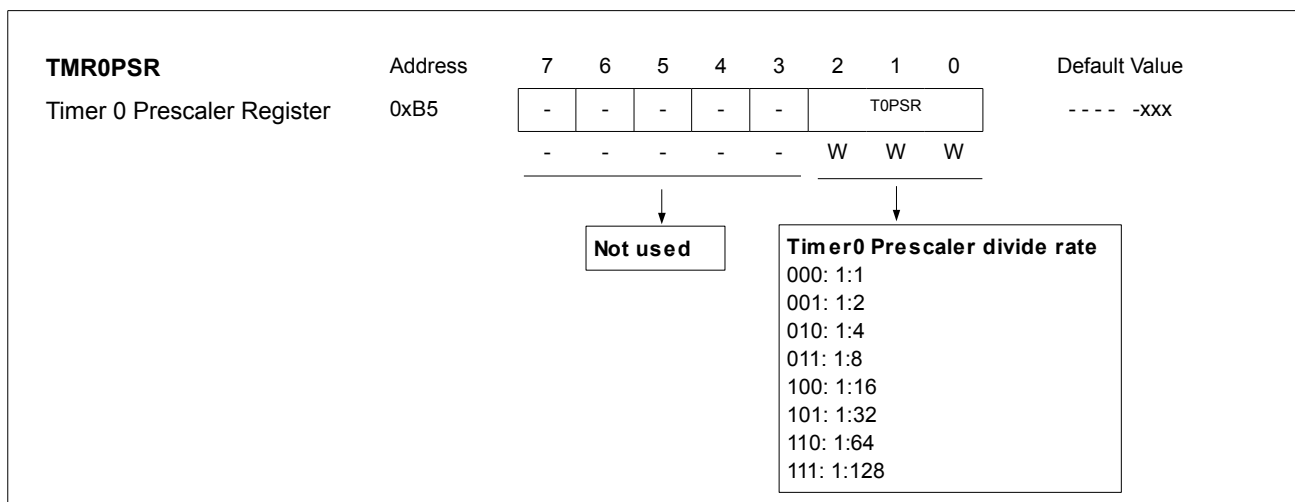 TMR0PSR Address 7 6 5 4 3 2 1 0 Default Value
Timer 0 Prescaler Register 0xB5 - - - - - T0PSR - - - - -xxx
- - - - - W W W
Not used
Timer0 Prescaler divide rate
000: 1:1
001: 1:2
010: 1:4
011: 1:8
100: 1:16
101: 1:32
110: 1:64
111: 1:128